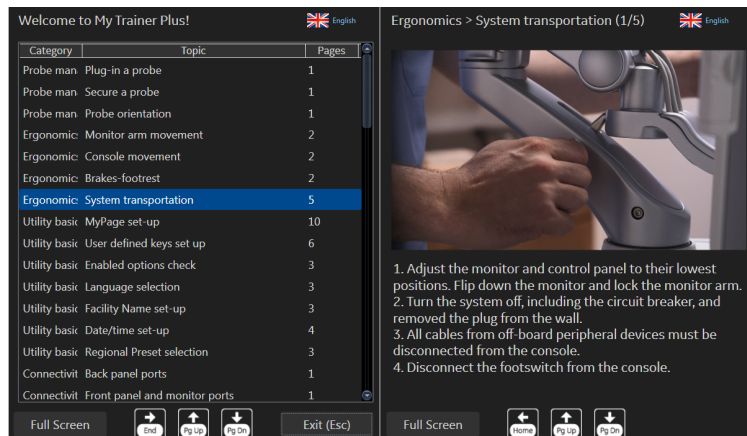 Welcome to My Trainer Plus!
English
Category Topic Pages
Probe man Plug-in a probe 1
Probe man Secure a probe 1
Probe man Probe orientation 1
Ergonomic: Monitor arm movement 2
Ergonomic: Console movement 2
Ergonomic: Brakes-footrest 2
Ergonomic: System transportation 5
Utility basic MyPage set-up 10
Utility basic User defined keys set up 6
Utility basic Enabled options check 3
Utility basic Language selection 3
Utility basic Facility Name set-up 3
Utility basic Date/time set-up 4
Utility basic Regional Preset selection 3
Connectivit Back panel ports 1
Connectivit Front panel and monitor ports 1
Full Screen
End
Pg Up
Pg Dn
Exit (Esc)
Ergonomics > System transportation (1/5)
English
1. Adjust the monitor and control panel to their lowest
positions. Flip down the monitor and lock the monitor arm.
2. Turn the system off, including the circuit breaker, and
removed the plug from the wall.
3. All cables from off-board peripheral devices must be
disconnected from the console.
4. Disconnect the footswitch from the console.
Full Screen
Home
Pg Up
Pg Dn